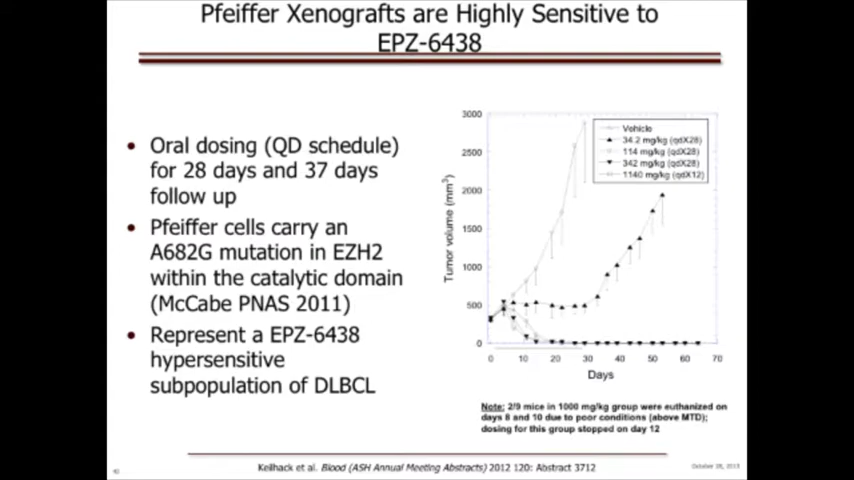 Pfeiffer Xenografts are Highly Sensitive to
EPZ-6438
• Oral dosing (QD schedule)
for 28 days and 37 days
follow up
• Pfeiffer cells carry an
A682G mutation in EZH2
within the catalytic domain
(McCabe PNAS 2011)
• Represent a EPZ-6438
hypersensitive
subpopulation of DLBCL
3000
2500
2000
1500
1000
500
0
Tumor volume (mm³)
Vehicle
34.2 mg/kg (qdX28)
114 mg/kg (qdX28)
342 mg/kg (qdX28)
1140 mg/kg (qdX12)
0 10 20 30 40 50 60 70
Days
Note: 2/9 mice in 1000 mg/kg group were euthanized on
days 8 and 10 due to poor conditions (above MTD);
dosing for this group stopped on day 12
Keilhack et al. Blood (ASH Annual Meeting Abstracts) 2012 120: Abstract 3712